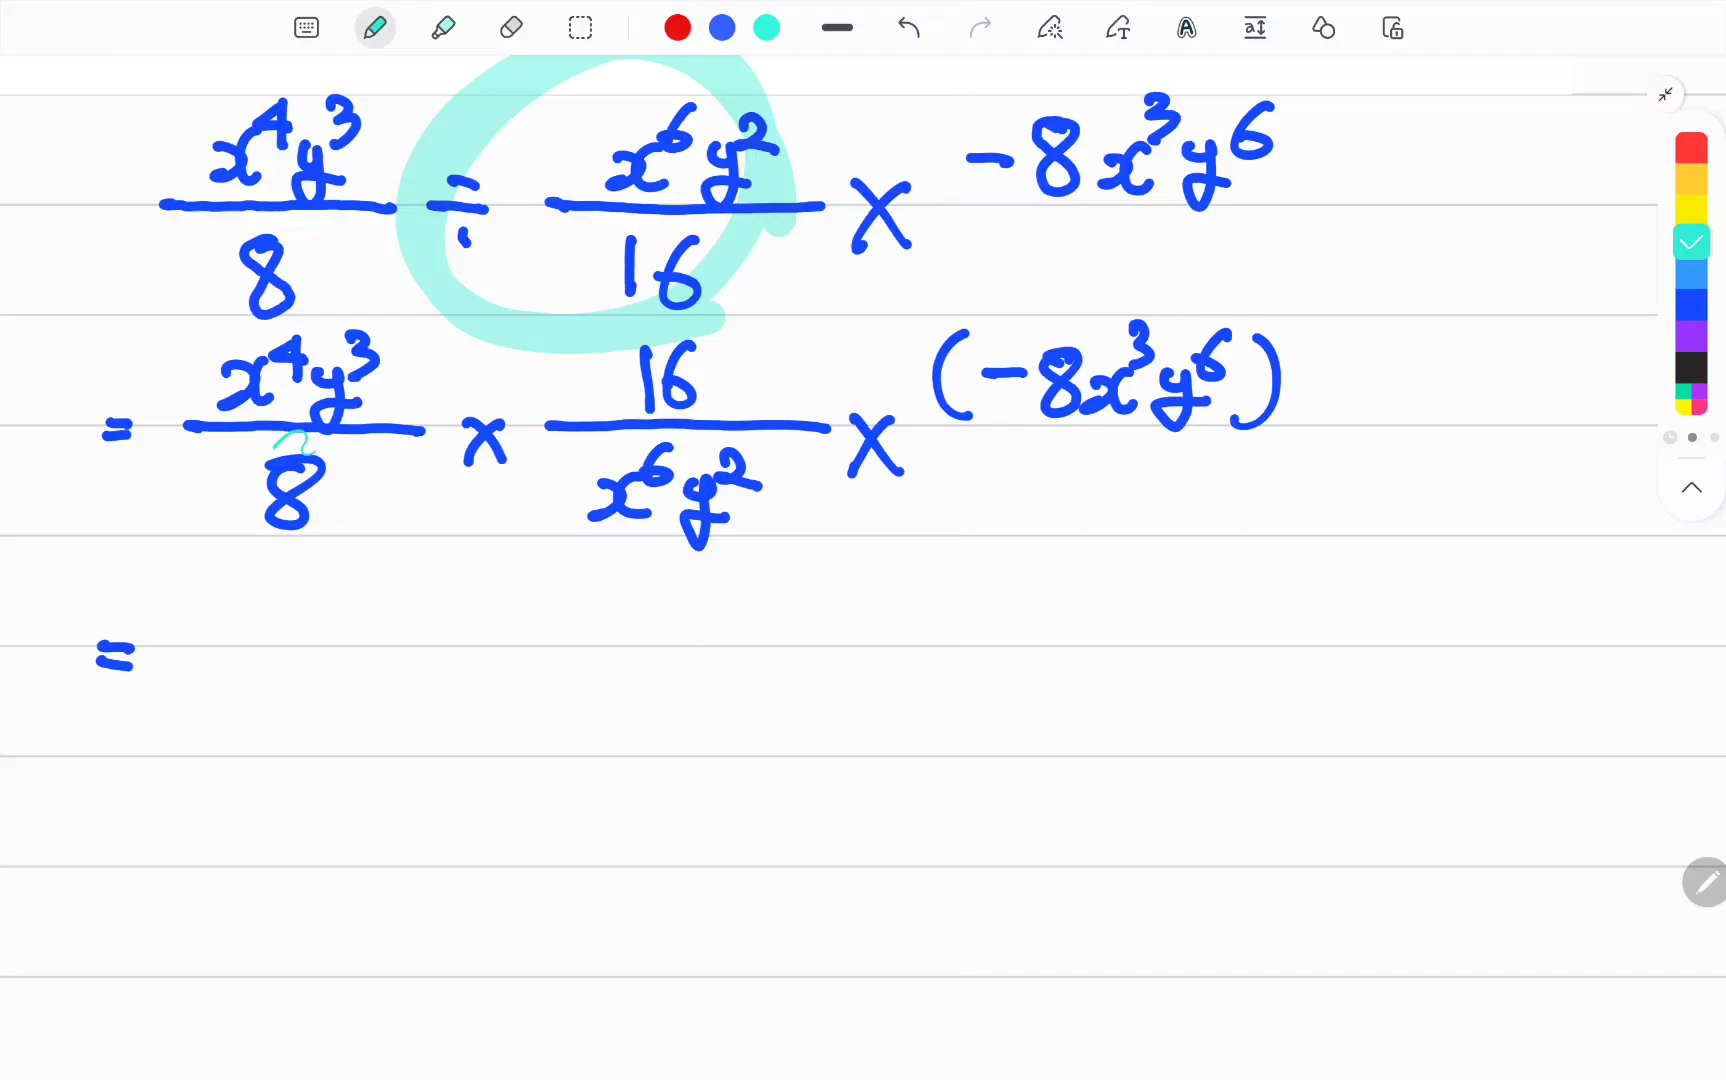 x⁴y³/8 ÷ x⁶y²/16 × -8x³y⁶
= x⁴y³/8 × 16/x⁶y² × (-8x³y⁶)
=